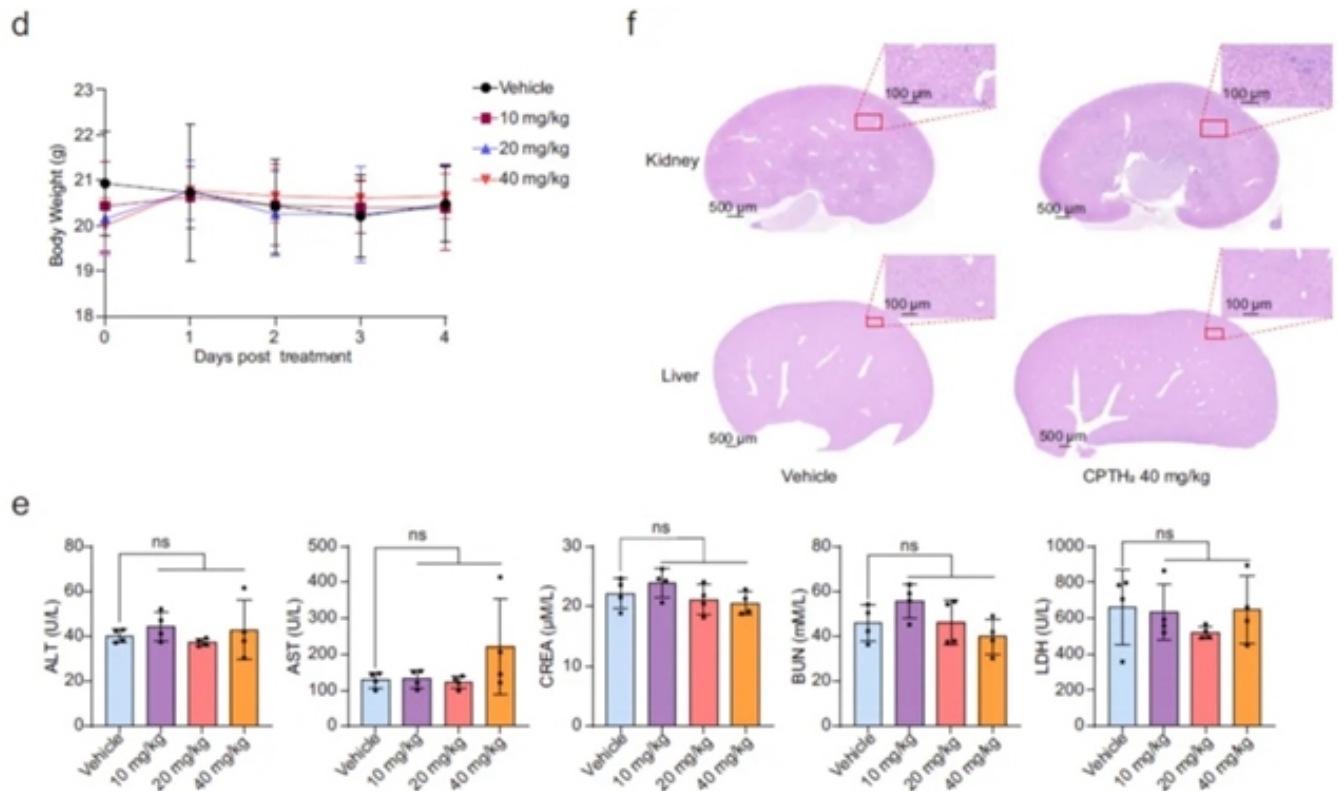 d
23
22
21
20
19
18
Body Weight (g)
0 1 2 3 4
Days post treatment
Vehicle
10 mg/kg
20 mg/kg
40 mg/kg
f
Kidney
100 µm
500 µm
100 µm
500 µm
Liver
100 µm
500 µm
100 µm
500 µm
Vehicle
CPTH₂ 40 mg/kg
e
ALT (U/L)
80
60
40
20
0
ns
Vehicle
10 mg/kg
20 mg/kg
40 mg/kg
AST (U/L)
500
400
300
200
100
0
ns
Vehicle
10 mg/kg
20 mg/kg
40 mg/kg
CREA (µM/L)
30
20
10
0
ns
Vehicle
10 mg/kg
20 mg/kg
40 mg/kg
BUN (mM/L)
80
60
40
20
0
ns
Vehicle
10 mg/kg
20 mg/kg
40 mg/kg
LDH (U/L)
1000
800
600
400
200
0
ns
Vehicle
10 mg/kg
20 mg/kg
40 mg/kg